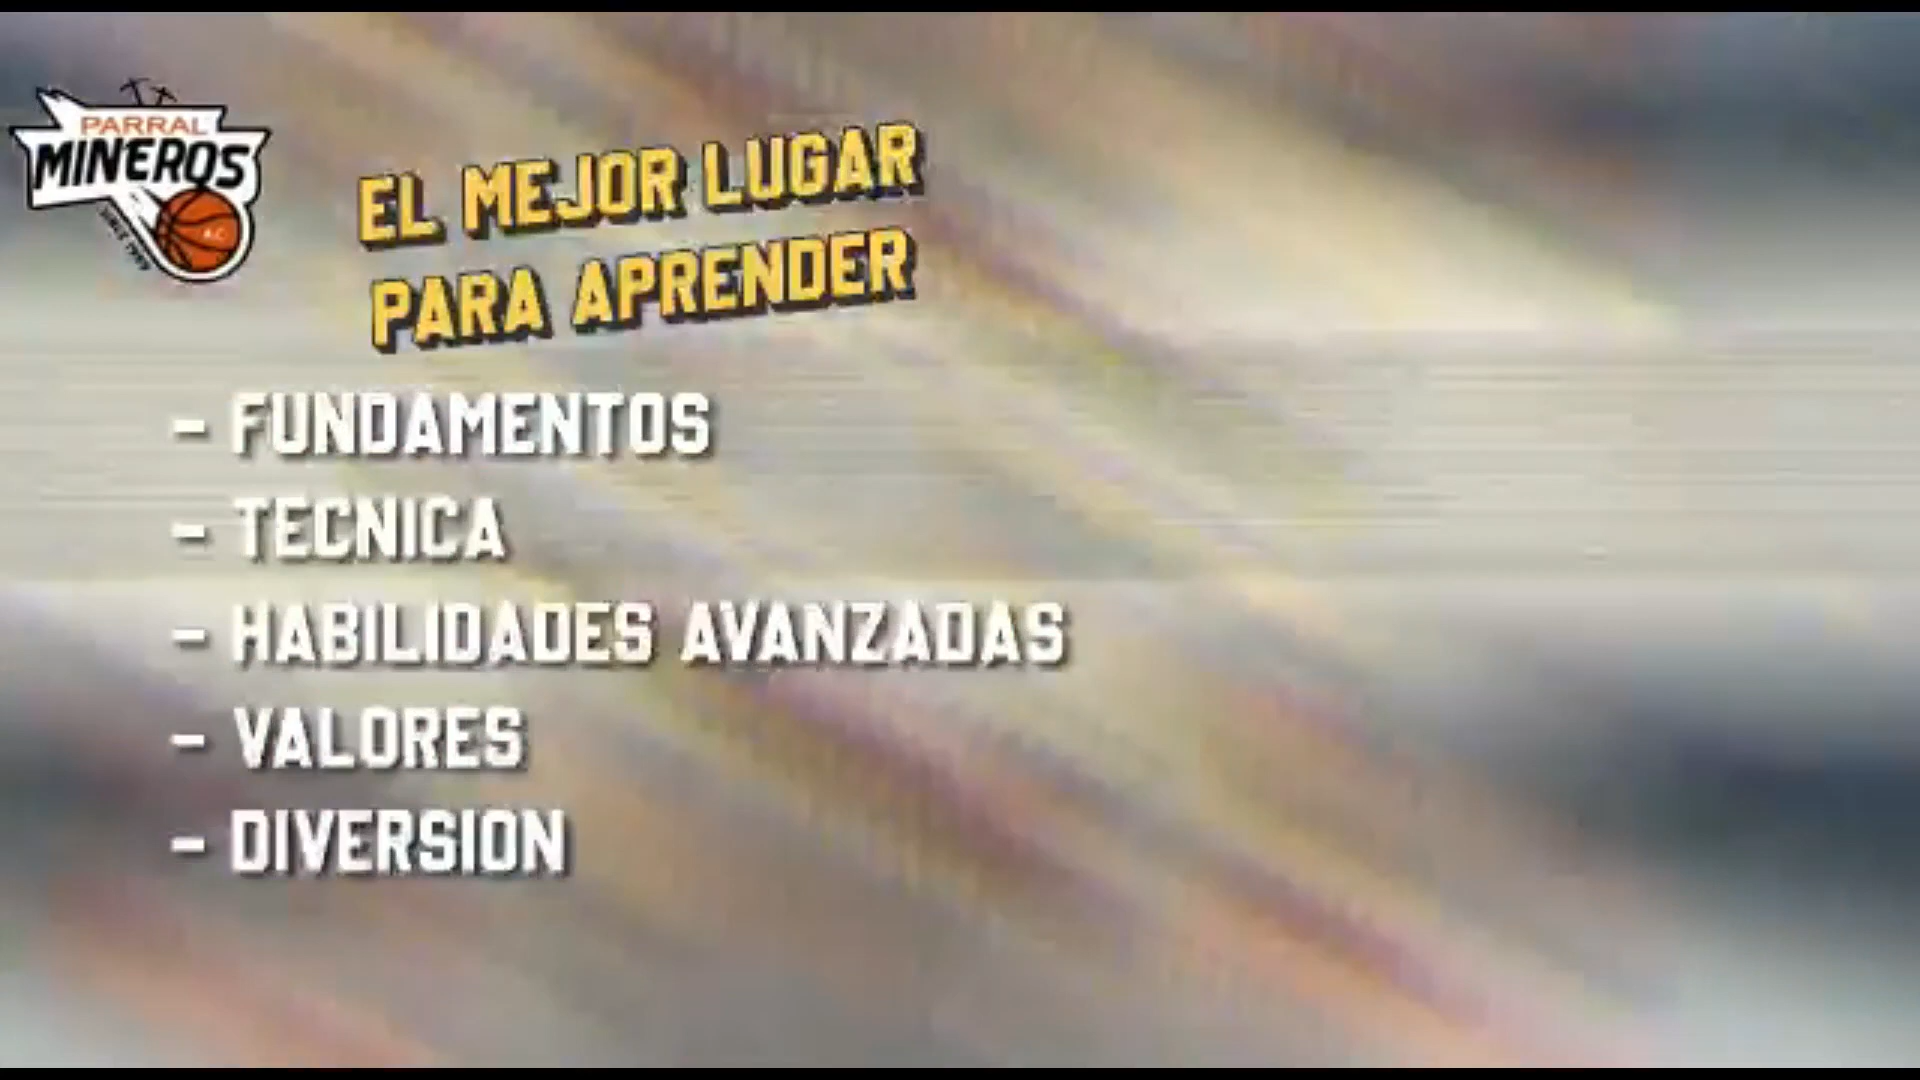 PARRAL
MINEROS
A.C.
EL MEJOR LUGAR
PARA APRENDER
- FUNDAMENTOS
- TECNICA
- HABILIDADES AVANZADAS
- VALORES
- DIVERSION